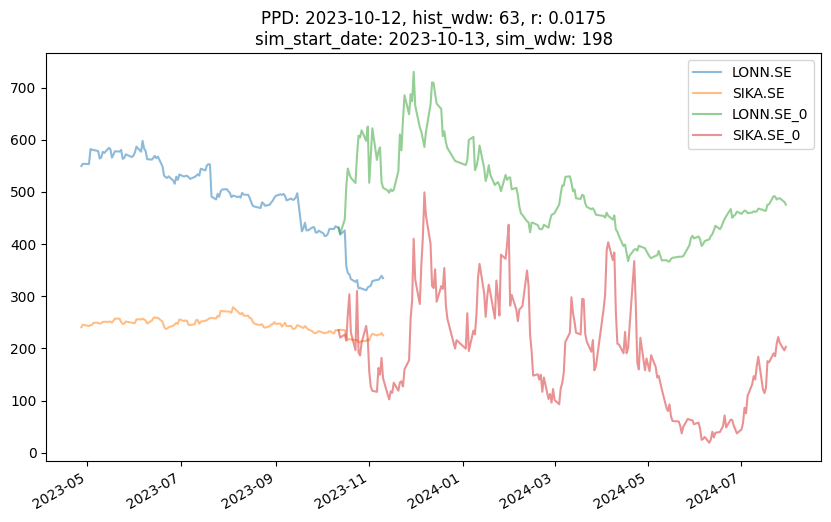 PPD: 2023-10-12, hist_wdw: 63, r: 0.0175
sim_start_date: 2023-10-13, sim_wdw: 198
LONN.SE
SIKA.SE
LONN.SE_0
SIKA.SE_0
700
600
500
400
300
200
100
0
2023-05
2023-07
2023-09
2023-11
2024-01
2024-03
2024-05
2024-07